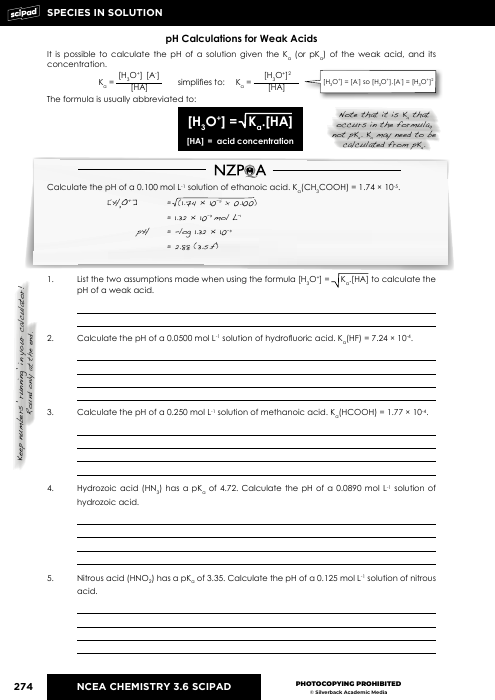 scipad SPECIES IN SOLUTION
pH Calculations for Weak Acids
It is possible to calculate the pH of a solution given the Kₐ (or pKₐ) of the weak acid, and its
concentration.
Kₐ = [H₃O⁺] [A⁻] / [HA] simplifies to: Kₐ = [H₃O⁺]² / [HA] [H₃O⁺] = [A⁻] so [H₃O⁺].[A⁻] = [H₃O⁺]²
The formula is usually abbreviated to:
[H₃O⁺] = √Kₐ.[HA]
[HA] = acid concentration
Note that it is Kₐ that
occurs in the formula,
not pKₐ. Kₐ may need to be
calculated from pKₐ.
NZPQA
Calculate the pH of a 0.100 mol L⁻¹ solution of ethanoic acid. Kₐ(CH₃COOH) = 1.74 × 10⁻⁵.
[H₃O⁺] = √(1.74 × 10⁻⁵ × 0.100)
= 1.32 × 10⁻³ mol L⁻¹
pH = -log 1.32 × 10⁻³
= 2.88 (3.s.f)
1. List the two assumptions made when using the formula [H₃O⁺] = √Kₐ.[HA] to calculate the
pH of a weak acid.
2. Calculate the pH of a 0.0500 mol L⁻¹ solution of hydrofluoric acid. Kₐ(HF) = 7.24 × 10⁻⁴.
3. Calculate the pH of a 0.250 mol L⁻¹ solution of methanoic acid. Kₐ(HCOOH) = 1.77 × 10⁻⁴.
4. Hydrozoic acid (HN₃) has a pKₐ of 4.72. Calculate the pH of a 0.0890 mol L⁻¹ solution of
hydrozoic acid.
5. Nitrous acid (HNO₂) has a pKₐ of 3.35. Calculate the pH of a 0.125 mol L⁻¹ solution of nitrous
acid.
Keep numbers 'running' in your calculator!
Round only at the end.
274 NCEA CHEMISTRY 3.6 SCIPAD PHOTOCOPYING PROHIBITED
© Silverback Academic Media